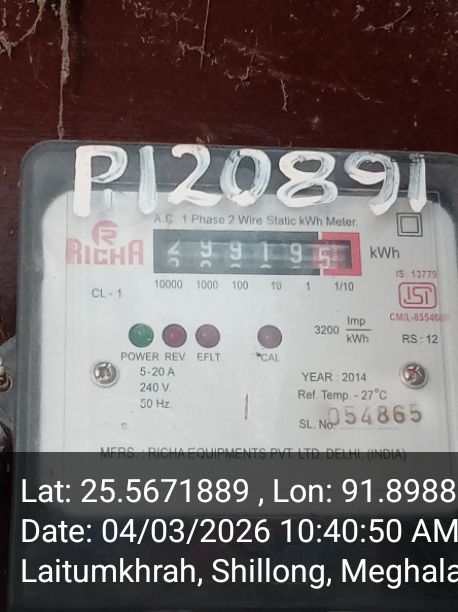 P120891
A.C. 1 Phase 2 Wire Static kWh Meter.
RICHA
29919
kWh
10000 1000 100 10 1 1/10
IS: 13779
CL - 1
ISI
3200 Imp/kWh
RS: 12
POWER REV EFLT CAL
5-20 A
240 V.
50 Hz.
YEAR : 2014
Ref. Temp. - 27°C
SL. No. 054865
MFRS : RICHA EQUIPMENTS PVT. LTD. DELHI, (INDIA)
Lat: 25.5671889 , Lon: 91.8988
Date: 04/03/2026 10:40:50 AM
Laitumkhrah, Shillong, Meghala